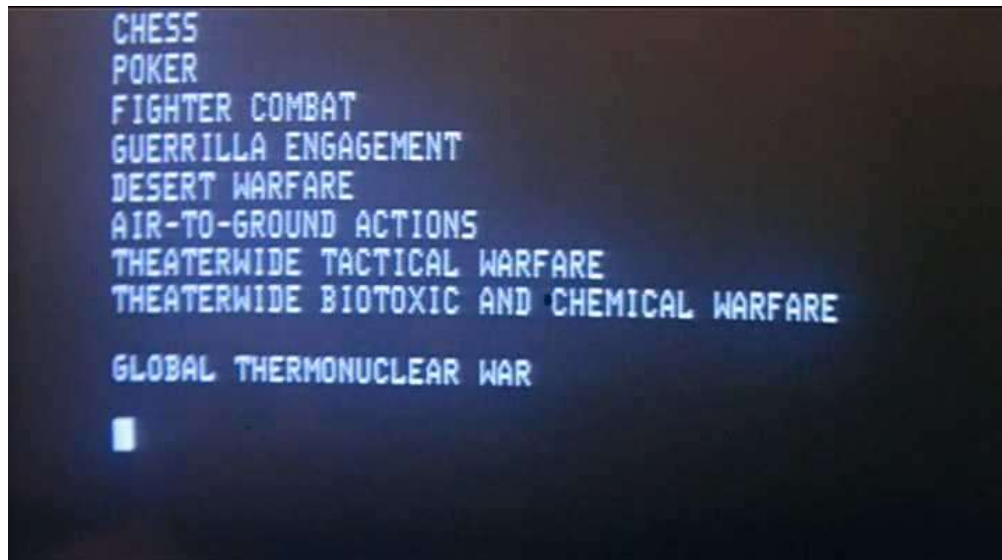 CHESS
POKER
FIGHTER COMBAT
GUERRILLA ENGAGEMENT
DESERT WARFARE
AIR-TO-GROUND ACTIONS
THEATERWIDE TACTICAL WARFARE
THEATERWIDE BIOTOXIC AND CHEMICAL WARFARE
GLOBAL THERMONUCLEAR WAR